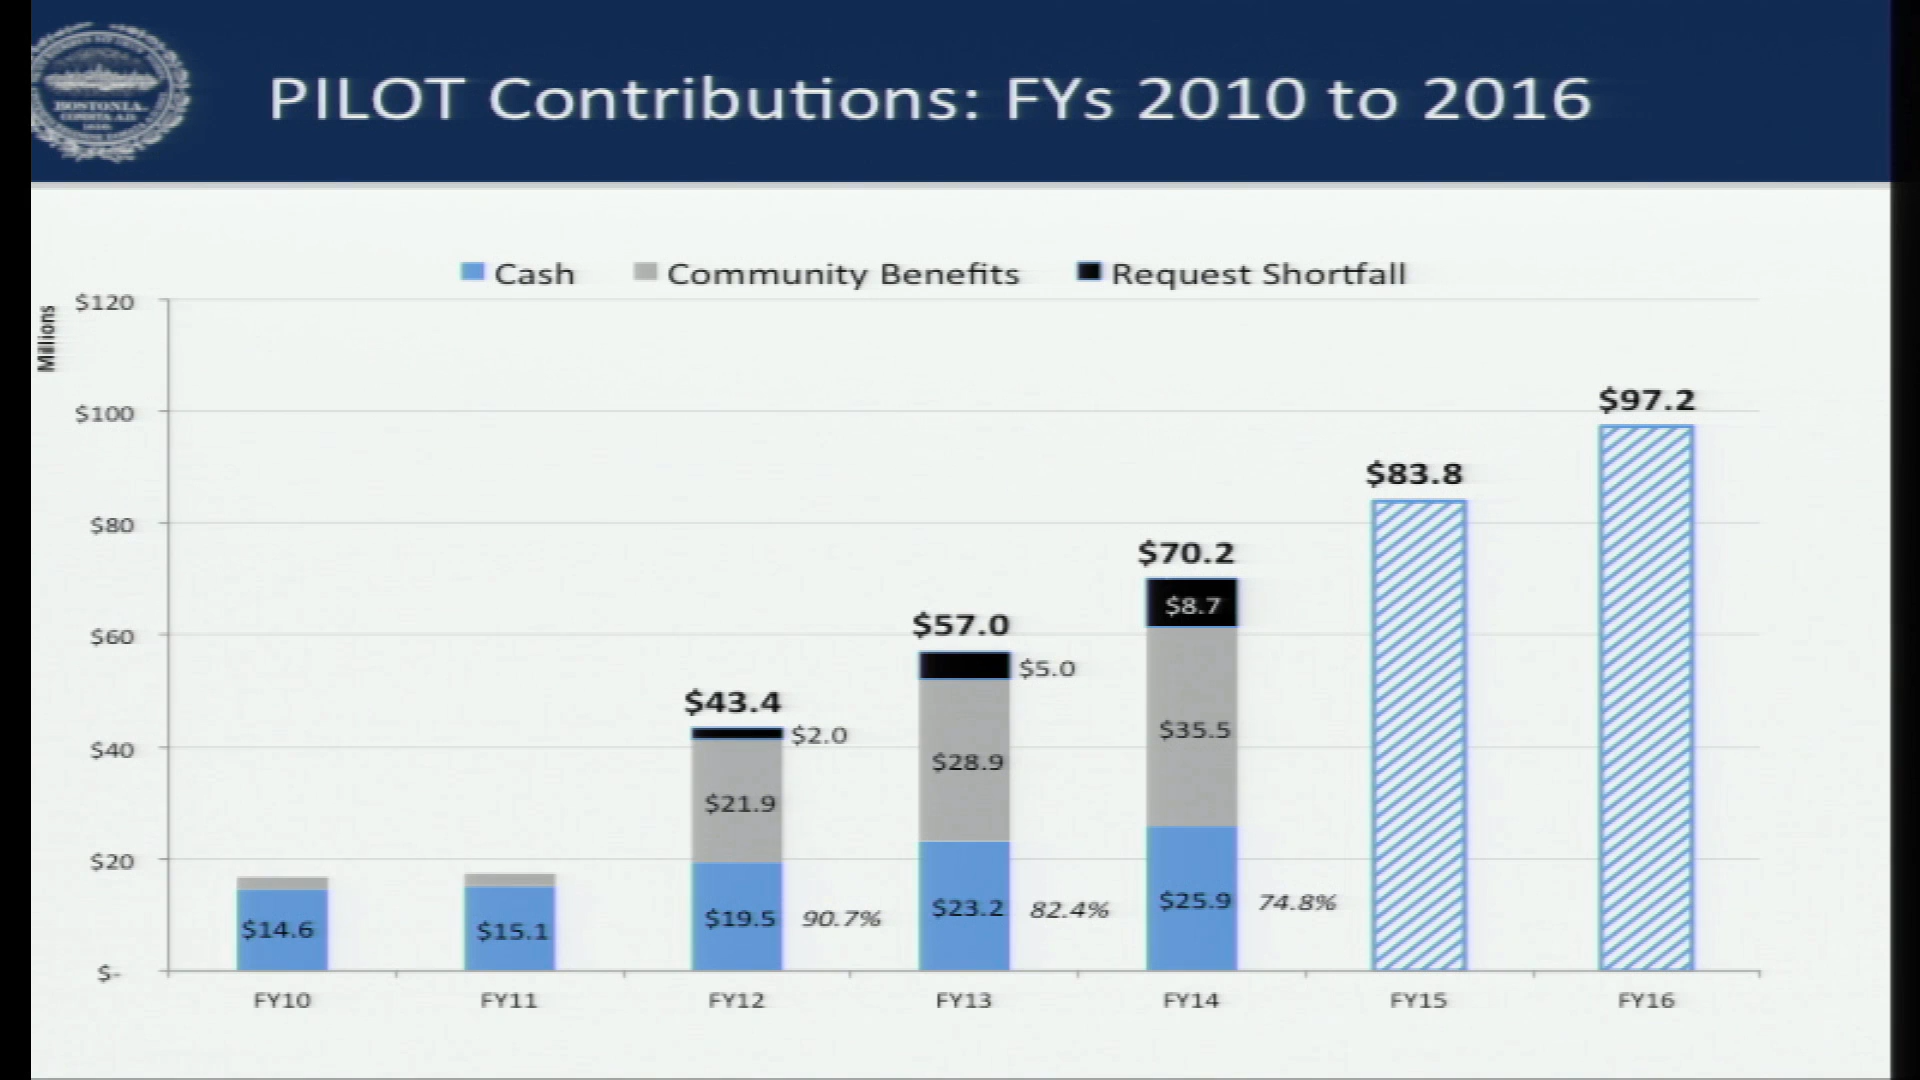 BOSTONIA.
CONDITA A.D.
PILOT Contributions: FYs 2010 to 2016
Cash
Community Benefits
Request Shortfall
Millions
$120
$100
$80
$60
$40
$20
$-
$14.6
$15.1
$43.4
$2.0
$21.9
$19.5
90.7%
$57.0
$5.0
$28.9
$23.2
82.4%
$70.2
$8.7
$35.5
$25.9
74.8%
$83.8
$97.2
FY10
FY11
FY12
FY13
FY14
FY15
FY16